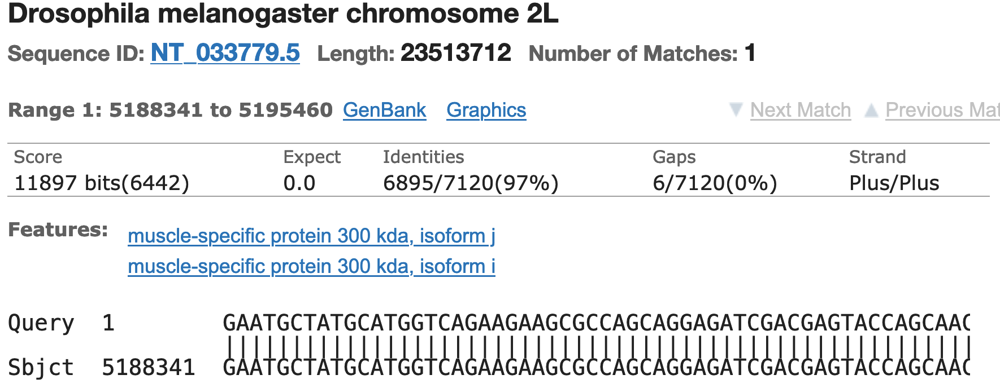 Drosophila melanogaster chromosome 2L
Sequence ID: NT_033779.5 Length: 23513712 Number of Matches: 1
Range 1: 5188341 to 5195460 GenBank Graphics ▼ Next Match ▲ Previous Mat
Score Expect Identities Gaps Strand
11897 bits(6442) 0.0 6895/7120(97%) 6/7120(0%) Plus/Plus
Features: muscle-specific protein 300 kda, isoform j
muscle-specific protein 300 kda, isoform i
Query 1 GAATGCTATGCATGGTCAGAAGAAGCGCCAGCAGGAGATCGACGAGTACCAGCAAC
Sbjct 5188341 GAATGCTATGCATGGTCAGAAGAAGCGCCAGCAGGAGATCGACGAGTACCAGCAAC